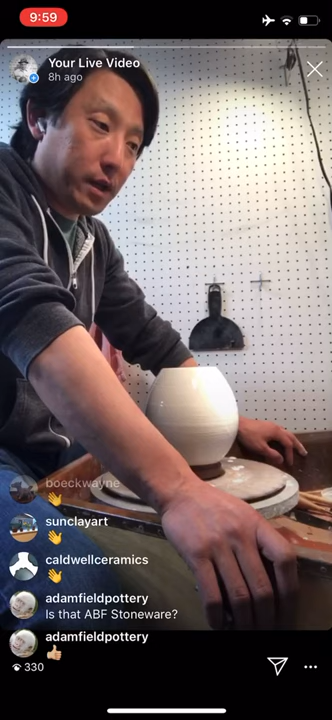 9:59
Your Live Video
8h ago
boeckwayne
👋
sunclayart
👋
caldwellceramics
👋
adamfieldpottery
Is that ABF Stoneware?
adamfieldpottery
👍🏼
330